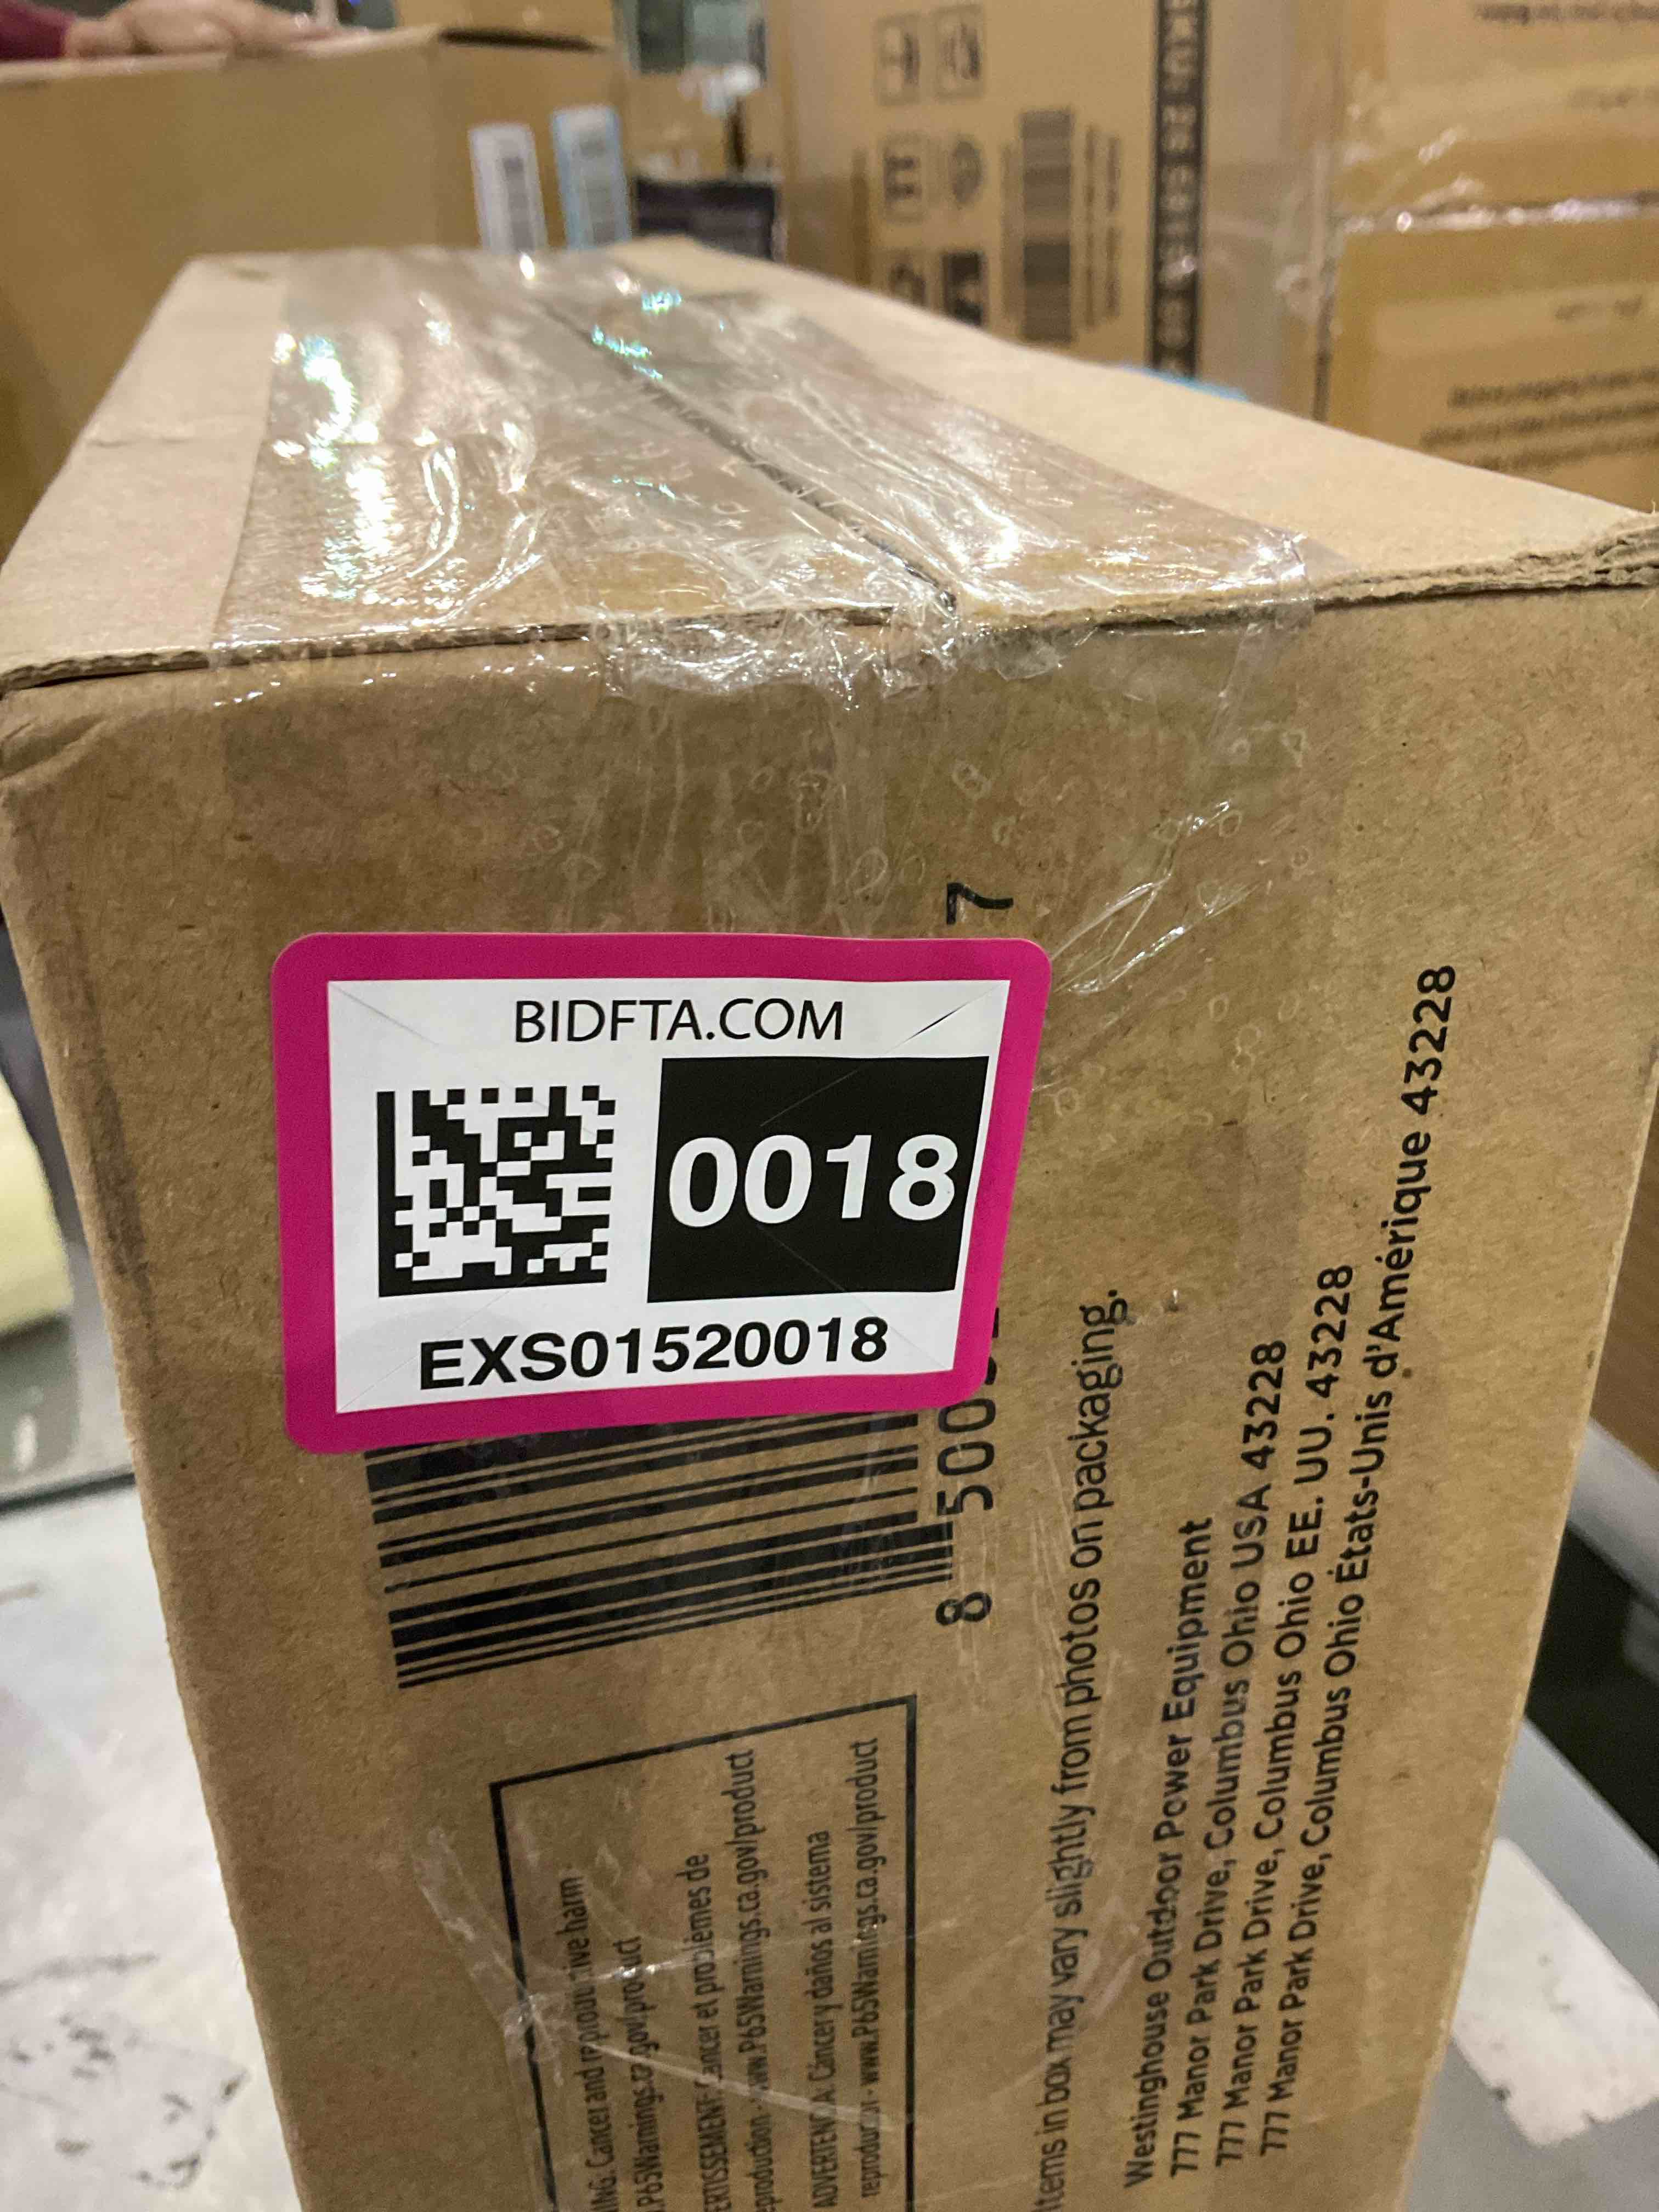 BIDFTA.COM
0018
EXS01520018
7
8 5000
Items in box may vary slightly from photos on packaging.
Westinghouse Outdoor Power Equipment
777 Manor Park Drive, Columbus Ohio USA 43228
777 Manor Park Drive, Columbus Ohio EE. UU. 43228
777 Manor Park Drive, Columbus Ohio États-Unis d'Amérique 43228
Cancer and reproductive harm -
.P65Warnings.ca.gov/product
Cancer et problèmes de
reproduction - www.P65Warnings.ca.gov/product
ADVERTENCIA: Cáncer y daños al sistema
reproductor - www.P65Warnings.ca.gov/product